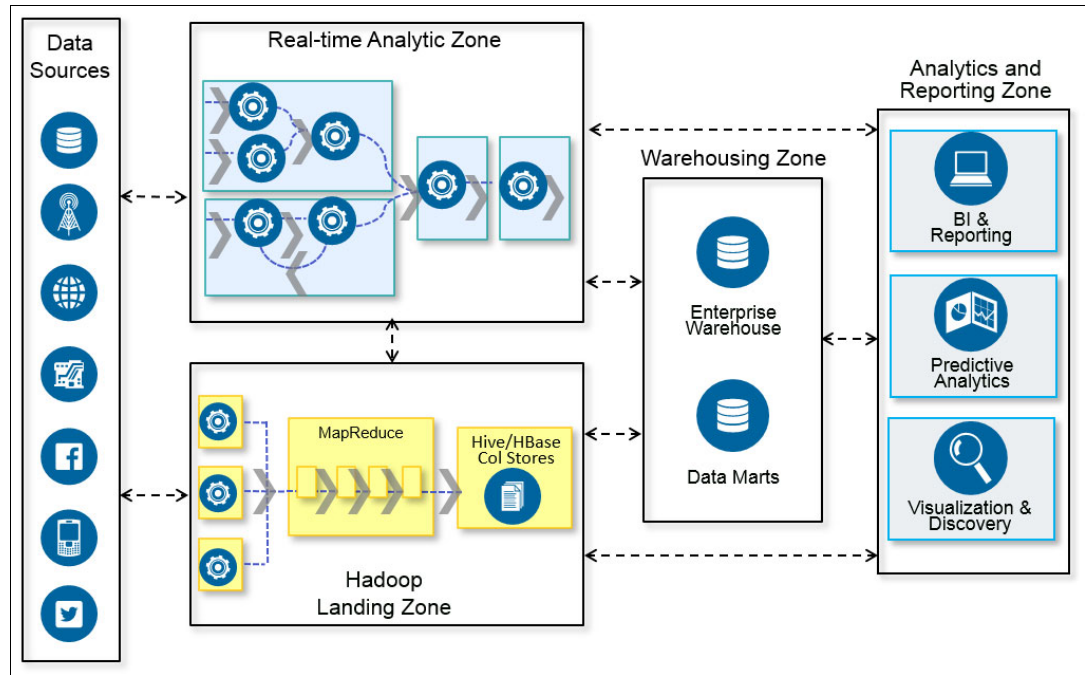 Data
Sources
Real-time Analytic Zone
MapReduce
Hive/HBase
Col Stores
Hadoop
Landing Zone
Warehousing Zone
Enterprise
Warehouse
Data Marts
Analytics and
Reporting Zone
BI &
Reporting
Predictive
Analytics
Visualization &
Discovery